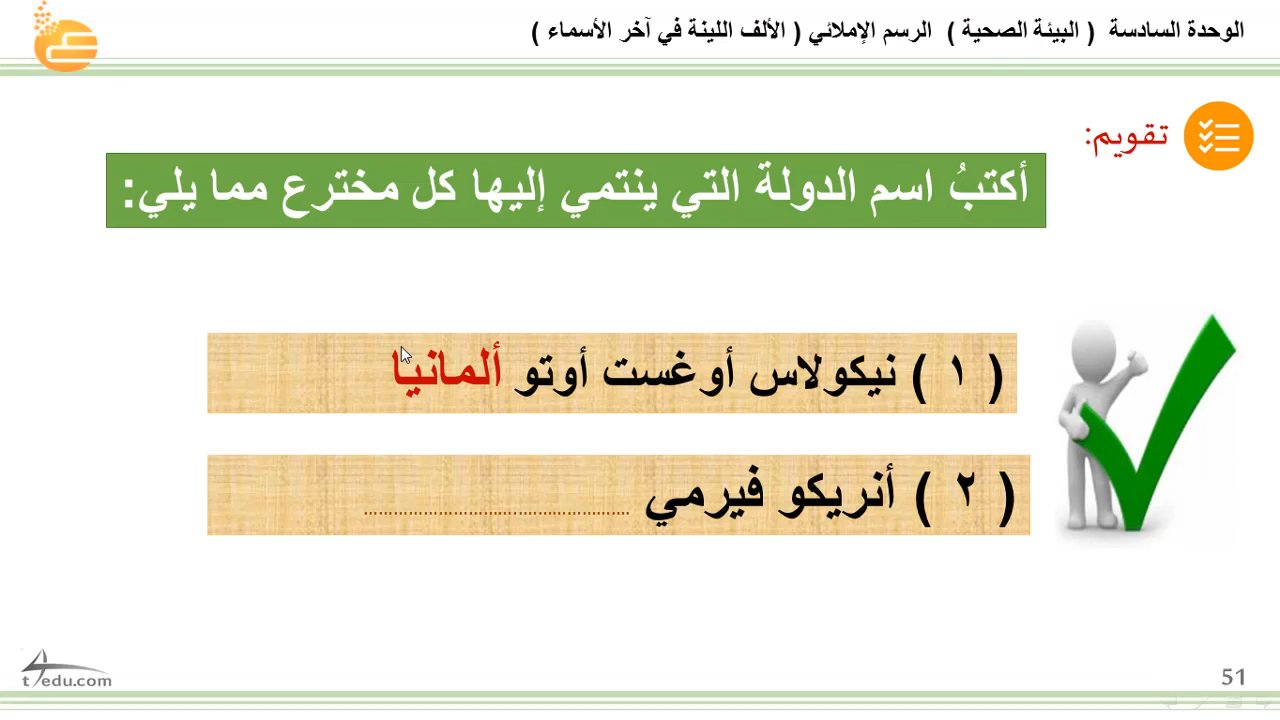 الوحدة السادسة ( البيئة الصحية ) الرسم الإملائي ( الألف اللينة في آخر الأسماء )
تقويم:
أكتبُ اسم الدولة التي ينتمي إليها كل مخترع مما يلي:
( ١ ) نيكولاس أوغست أوتو ألمانيا
( ٢ ) أنريكو فيرمي ......................................
t4edu.com
51